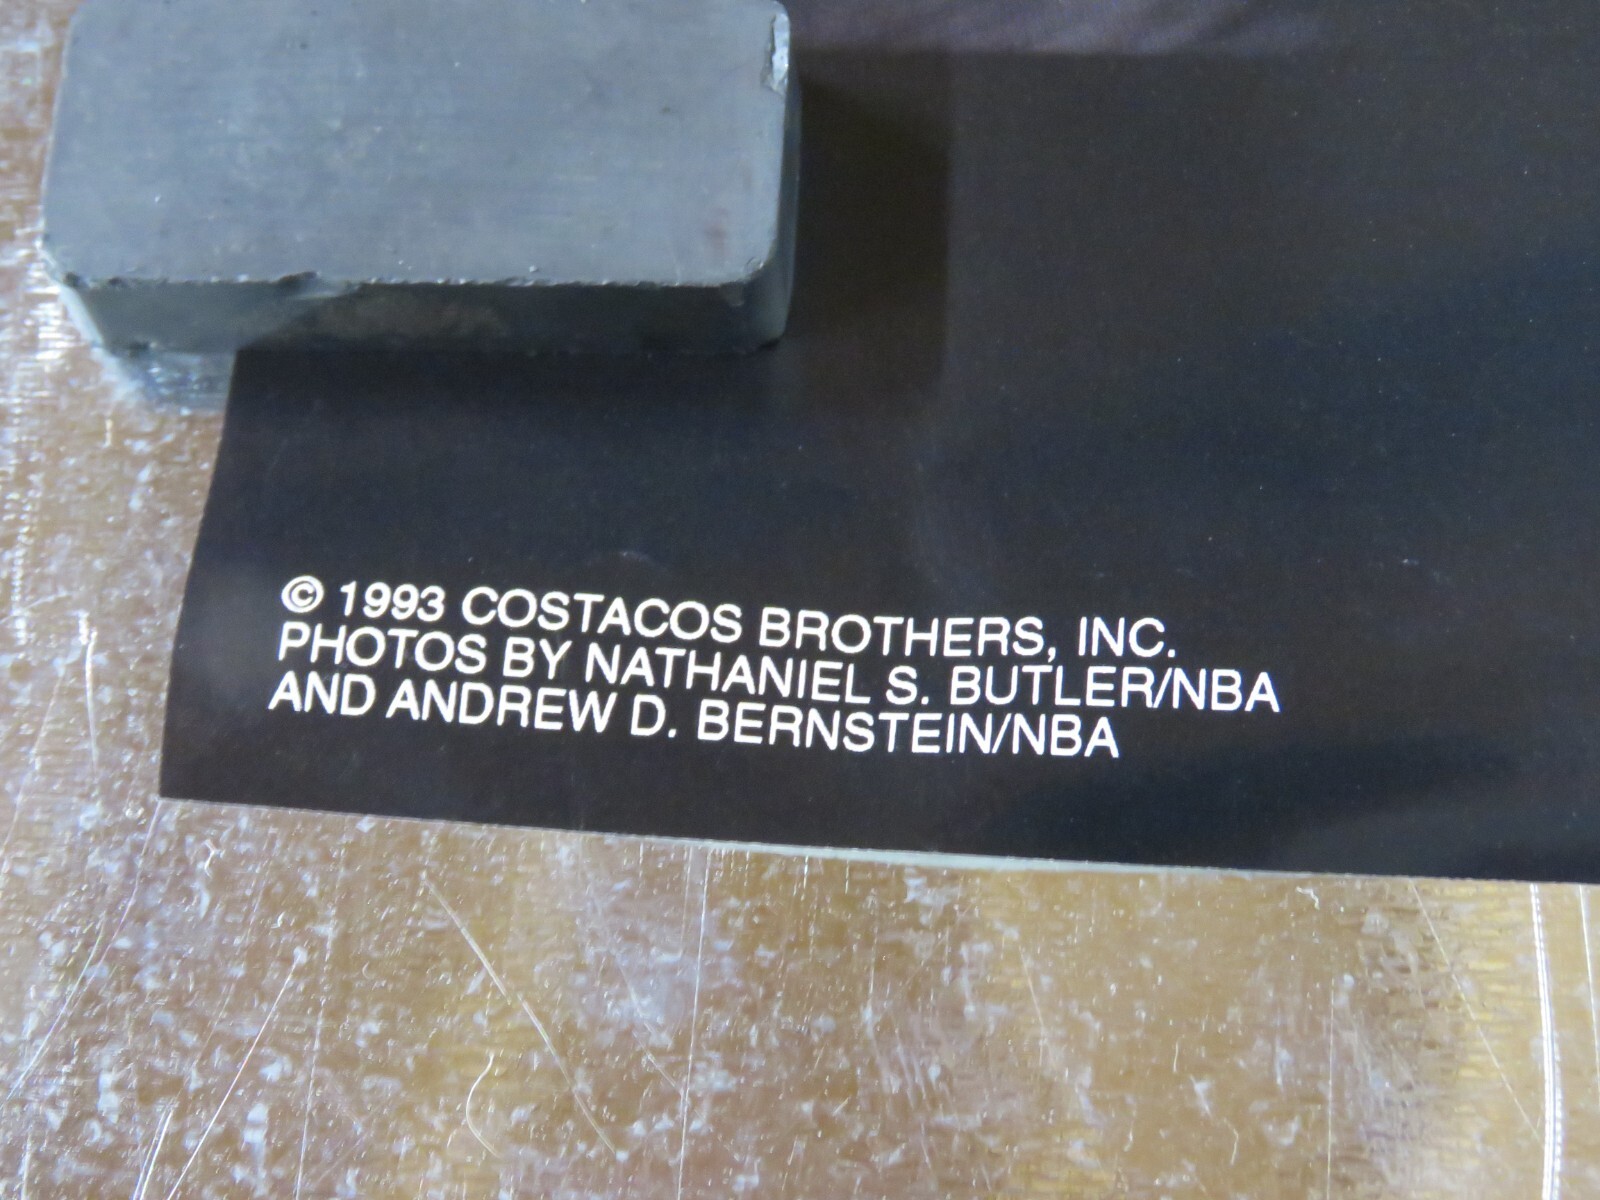 © 1993 COSTACOS BROTHERS, INC.
PHOTOS BY NATHANIEL S. BUTLER/NBA
AND ANDREW D. BERNSTEIN/NBA